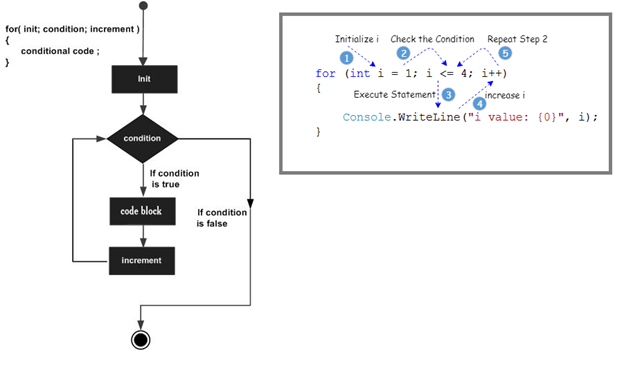 for( init; condition; increment )
{
conditional code ;
}
Init
condition
If condition
is true
code block
If condition
is false
increment
Initialize i Check the Condition Repeat Step 2
1 2 5
for (int i = 1; i <= 4; i++)
{
Execute Statement 3 4 increase i
Console.WriteLine("i value: {0}", i);
}